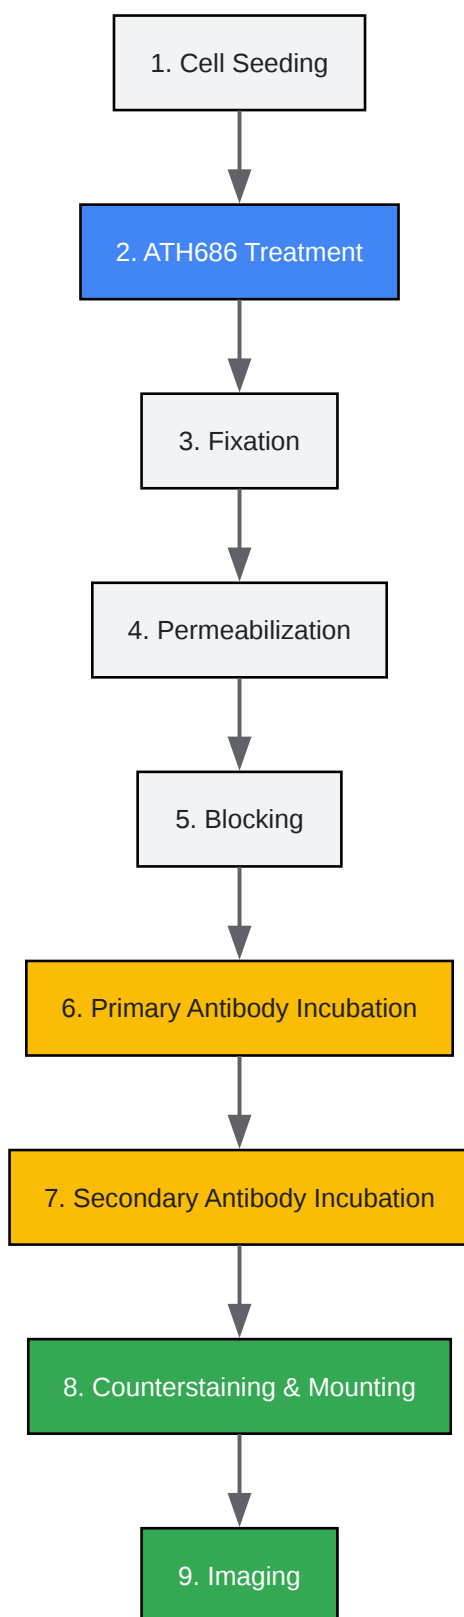 1. Cell Seeding
2. ATH686 Treatment
3. Fixation
4. Permeabilization
5. Blocking
6. Primary Antibody Incubation
7. Secondary Antibody Incubation
8. Counterstaining & Mounting
9. Imaging